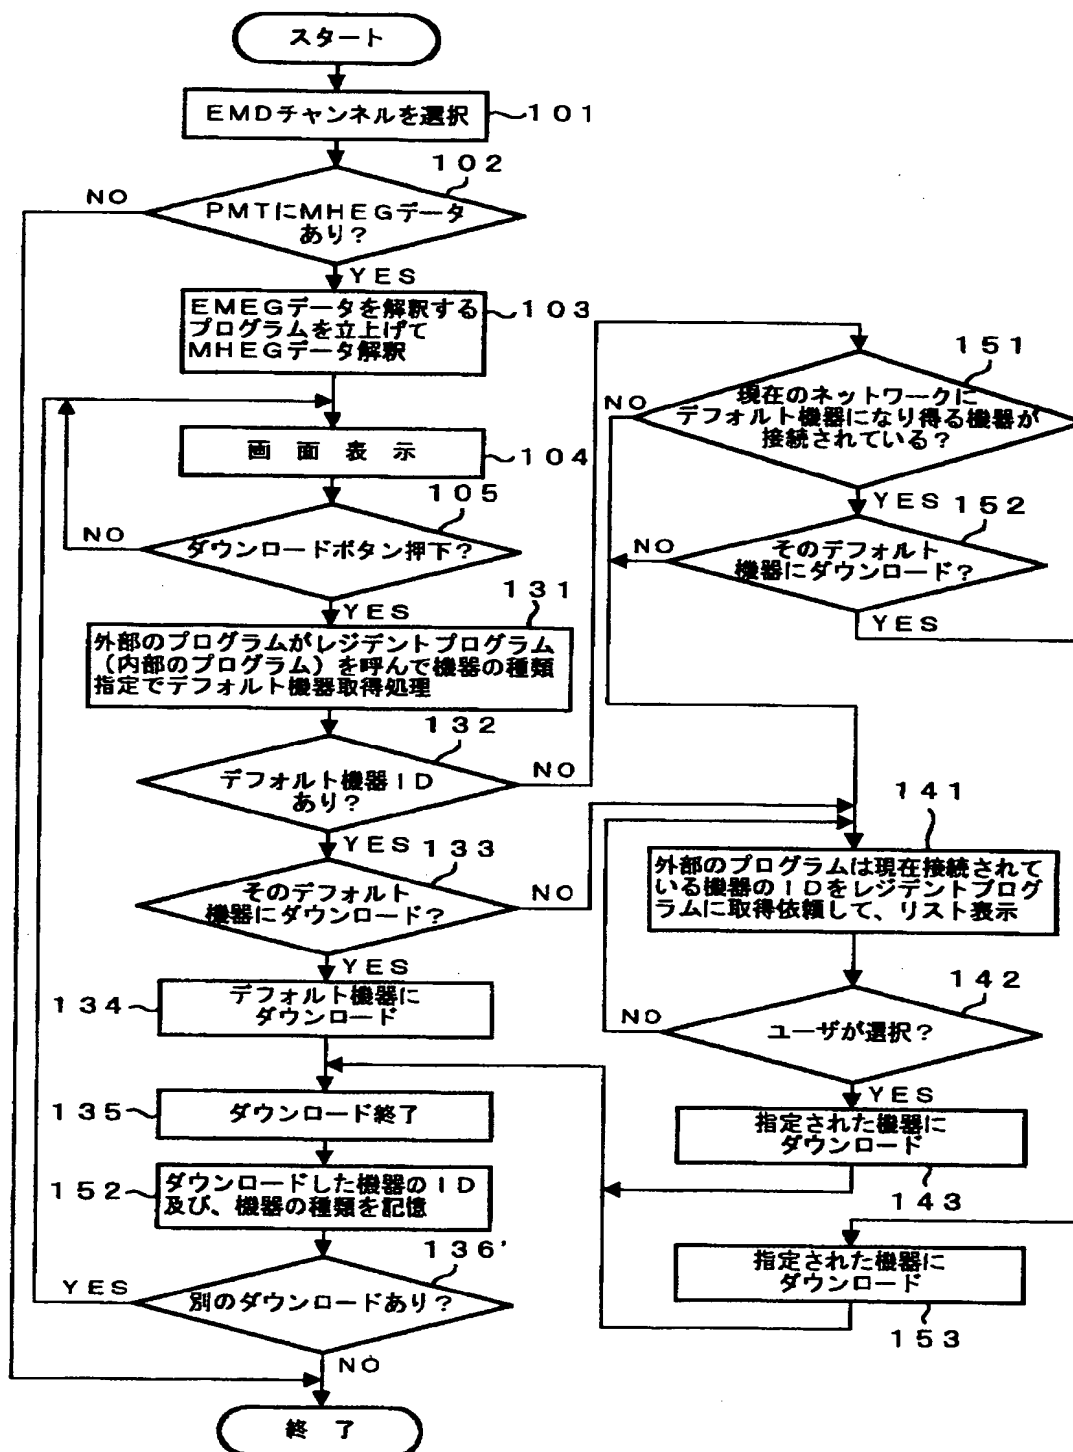 スタート
EMDチャンネルを選択
101
102
NO
PMTにMHEGデータ
あり?
YES
EMEGデータを解釈する
プログラムを立上げて
MHEGデータ解釈
103
画面表示
104
105
NO
ダウンロードボタン押下?
YES
131
外部のプログラムがレジデントプログラム
(内部のプログラム)を呼んで機器の種類
指定でデフォルト機器取得処理
132
デフォルト機器ID
あり?
NO
YES
133
そのデフォルト
機器にダウンロード?
NO
YES
134
デフォルト機器に
ダウンロード
135
ダウンロード終了
152
ダウンロードした機器のID
及び、機器の種類を記憶
136'
YES
別のダウンロードあり?
NO
終了
151
NO
現在のネットワークに
デフォルト機器になり得る機器が
接続されている?
YES
152
NO
そのデフォルト
機器にダウンロード?
YES
141
外部のプログラムは現在接続されて
いる機器のIDをレジデントプログ
ラムに取得依頼して、リスト表示
142
NO
ユーザが選択?
YES
指定された機器に
ダウンロード
143
指定された機器に
ダウンロード
153